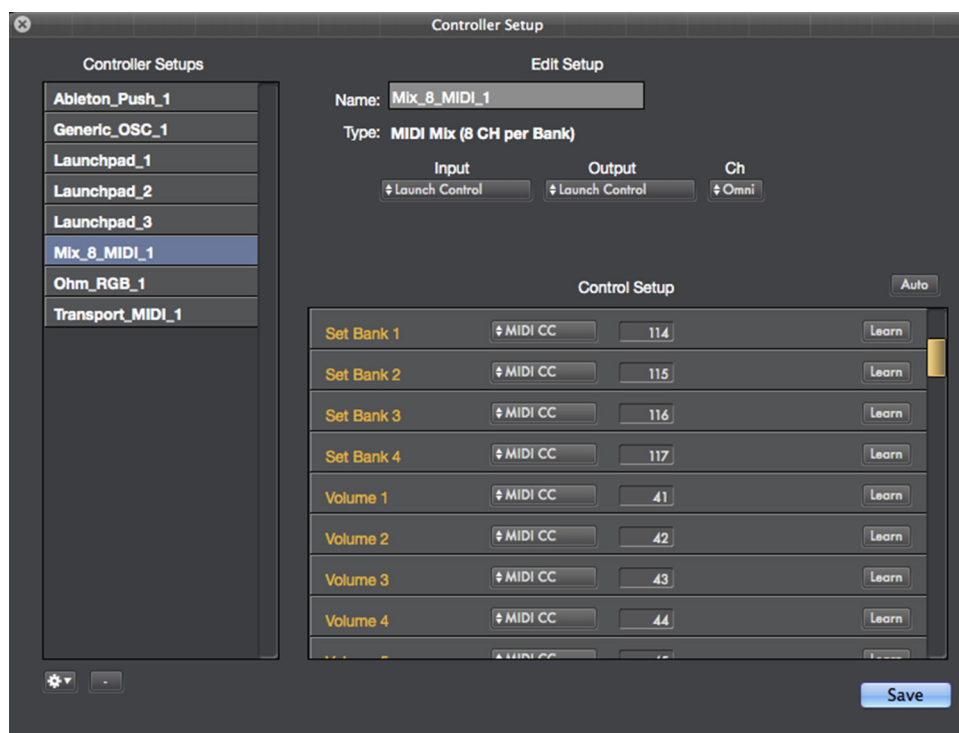 Controller Setup
Controller Setups
Ableton_Push_1
Generic_OSC_1
Launchpad_1
Launchpad_2
Launchpad_3
Mix_8_MIDI_1
Ohm_RGB_1
Transport_MIDI_1
-
Edit Setup
Name: Mix_8_MIDI_1
Type: MIDI Mix (8 CH per Bank)
Input Output Ch
Launch Control Launch Control Omni
Control Setup Auto
Set Bank 1 MIDI CC 114 Learn
Set Bank 2 MIDI CC 115 Learn
Set Bank 3 MIDI CC 116 Learn
Set Bank 4 MIDI CC 117 Learn
Volume 1 MIDI CC 41 Learn
Volume 2 MIDI CC 42 Learn
Volume 3 MIDI CC 43 Learn
Volume 4 MIDI CC 44 Learn
Save